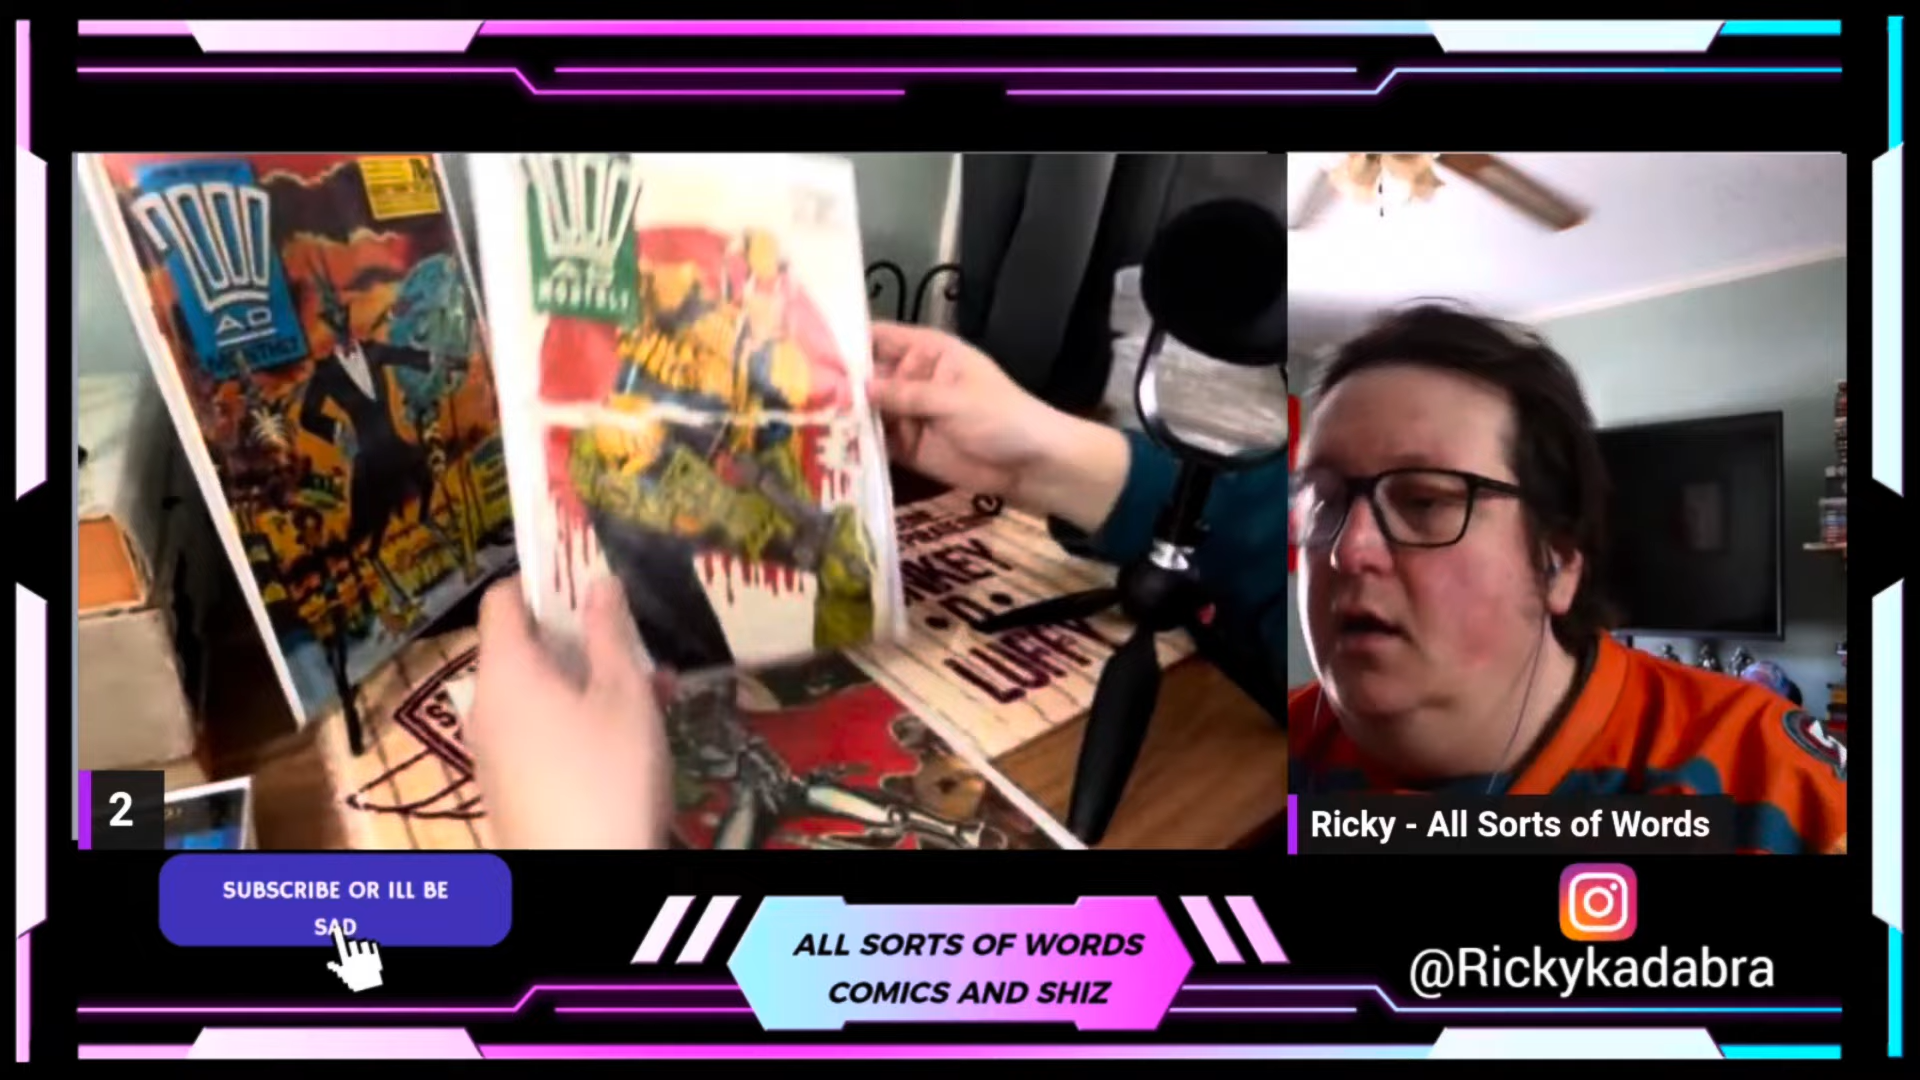 2000
AD
MONTHLY
2000
AD
MONTHLY
LUFFY
2
Ricky - All Sorts of Words
SUBSCRIBE OR ILL BE
SAD
ALL SORTS OF WORDS
COMICS AND SHIZ
@Rickykadabra